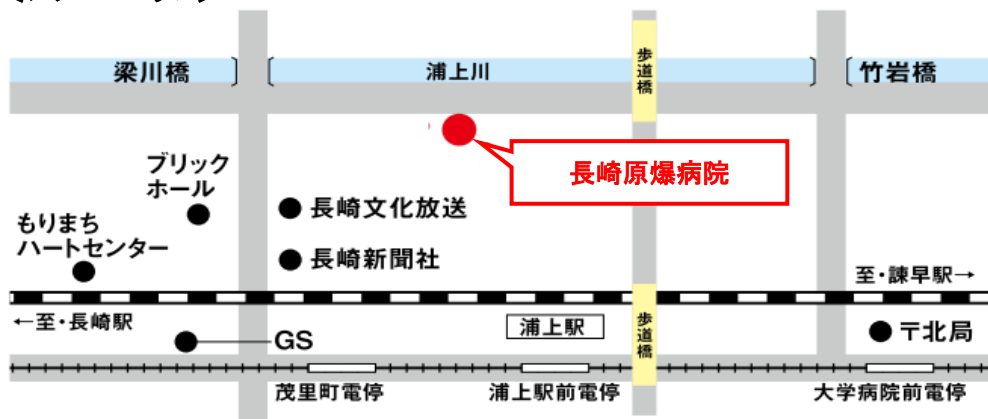 梁川橋
浦上川
歩道橋
竹岩橋
長崎原爆病院
ブリック
ホール
長崎文化放送
もりまち
ハートセンター
長崎新聞社
至・諫早駅→
←至・長崎駅
浦上駅
歩道橋
〒北局
GS
茂里町電停
浦上駅前電停
大学病院前電停